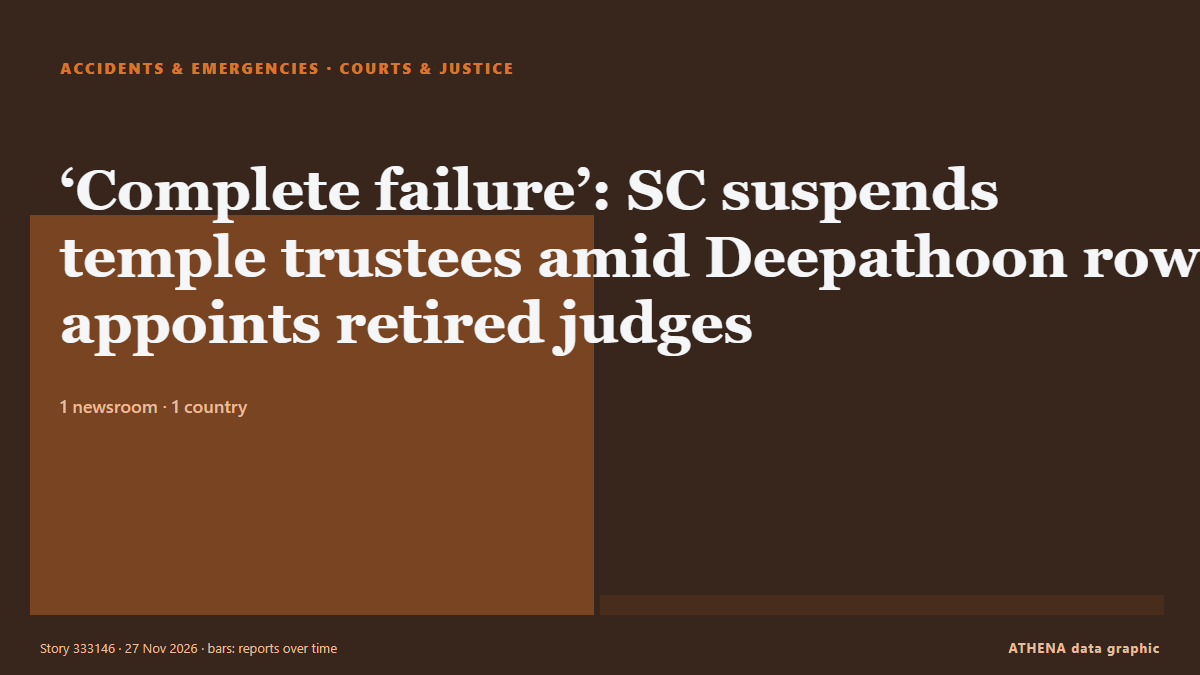 ACCIDENTS & EMERGENCIES · COURTS & JUSTICE
‘Complete failure’: SC suspends
temple trustees amid Deepathoon row
appoints retired judges
1 newsroom · 1 country
Story 333146 · 27 Nov 2026 · bars: reports over time
ATHENA data graphic